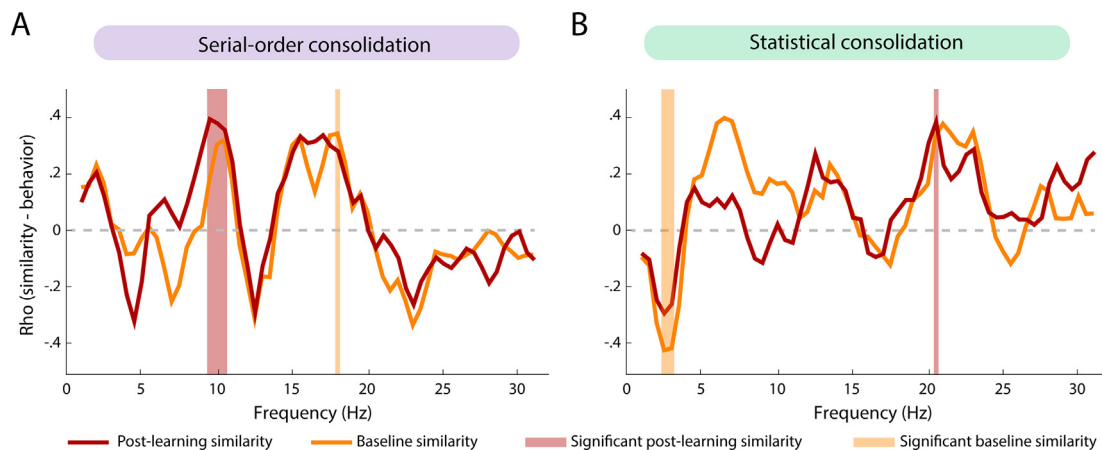 A
Serial-order consolidation
B
Statistical consolidation
Rho (similarity - behavior)
.4
.2
0
-.2
-.4
0 5 10 15 20 25 30
Frequency (Hz)
.4
.2
0
-.2
-.4
0 5 10 15 20 25 30
Frequency (Hz)
Post-learning similarity
Baseline similarity
Significant post-learning similarity
Significant baseline similarity